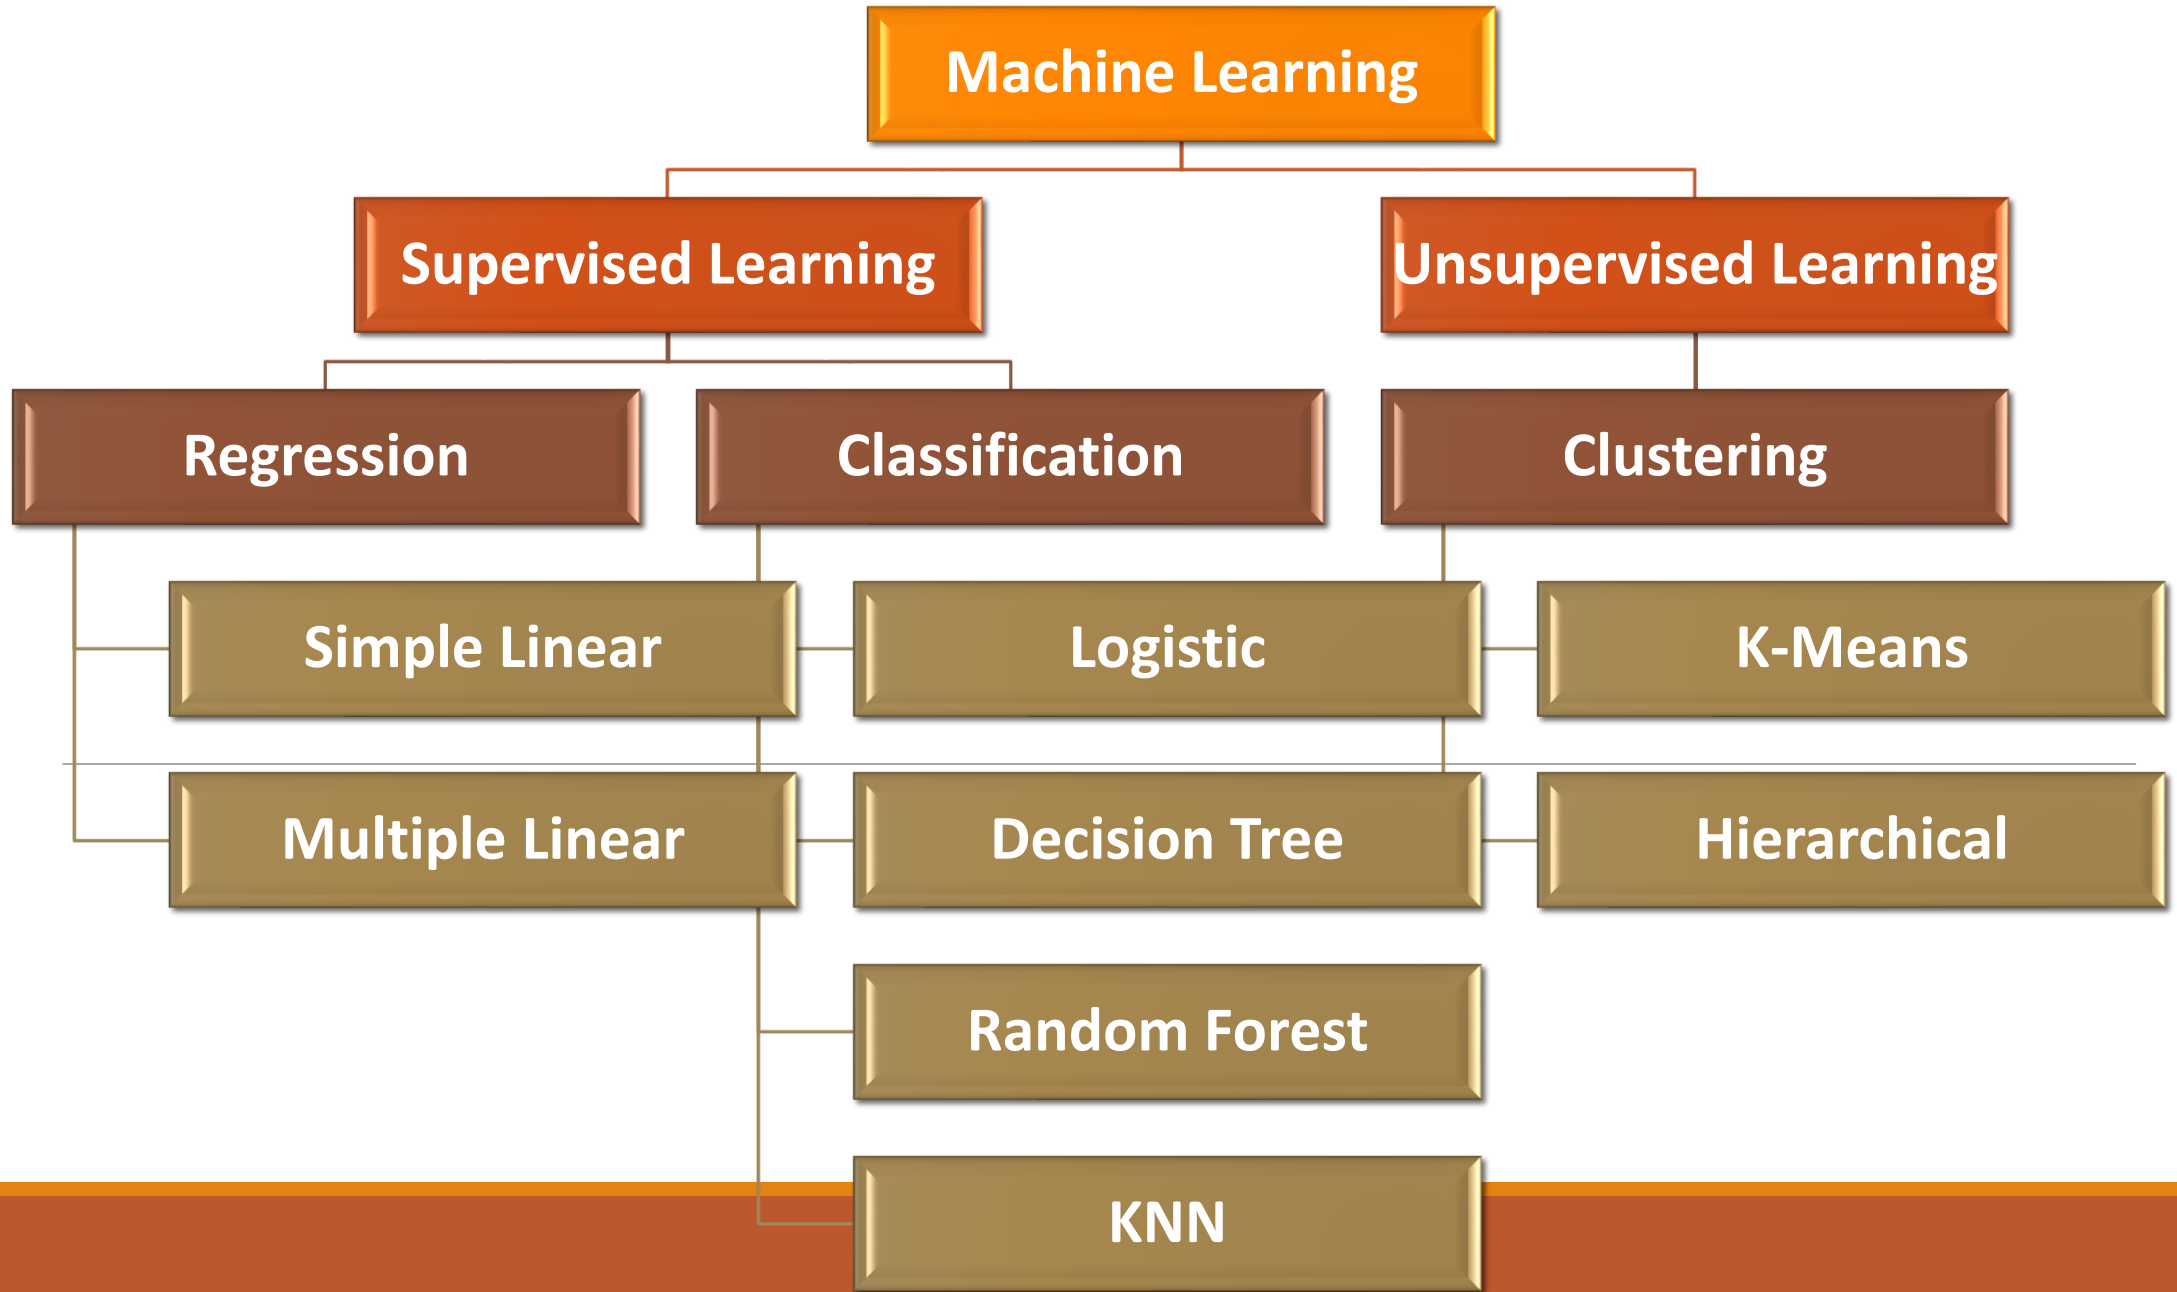 Machine Learning
Supervised Learning
Unsupervised Learning
Regression
Classification
Clustering
Simple Linear
Logistic
K-Means
Multiple Linear
Decision Tree
Hierarchical
Random Forest
KNN